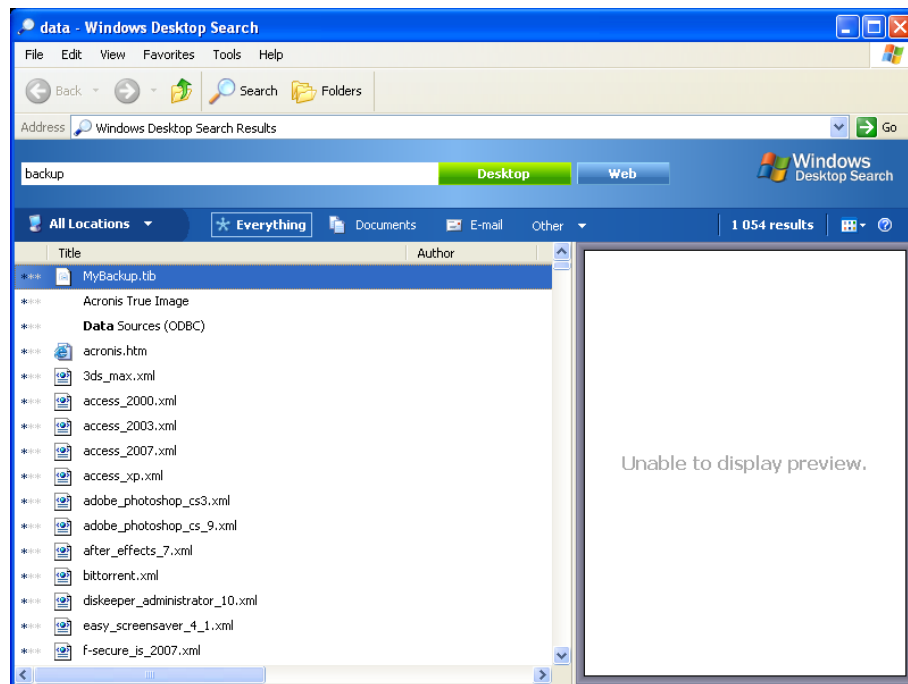 data - Windows Desktop Search
File Edit View Favorites Tools Help
Back Search Folders
Address Windows Desktop Search Results Go
backup Desktop Web Windows Desktop Search
All Locations Everything Documents E-mail Other 1 054 results
Title Author
MyBackup.tib
Acronis True Image
Data Sources (ODBC)
acronis.htm
3ds_max.xml
access_2000.xml
access_2003.xml
access_2007.xml
access_xp.xml
adobe_photoshop_cs3.xml
adobe_photoshop_cs_9.xml
after_effects_7.xml
bittorrent.xml
diskeeper_administrator_10.xml
easy_screensaver_4_1.xml
f-secure_is_2007.xml
Unable to display preview.